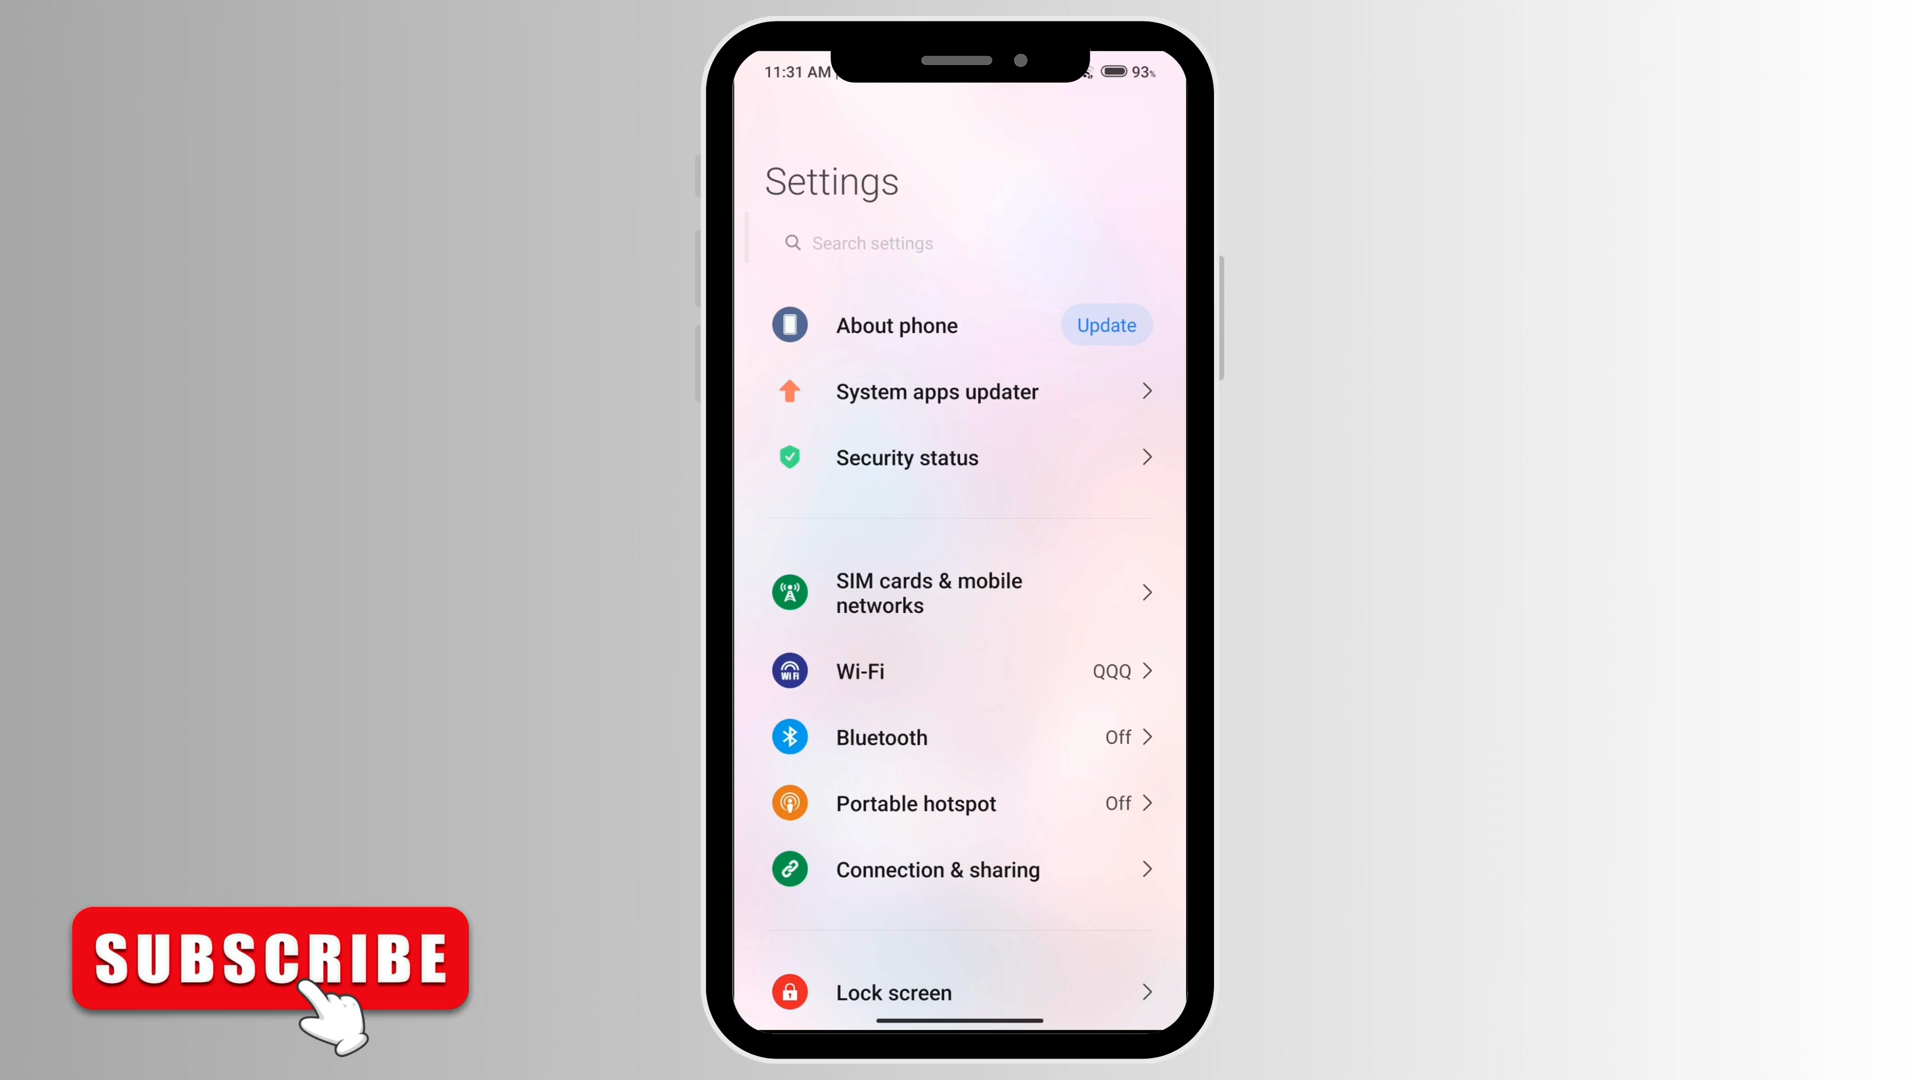 11:31 AM
93%
Settings
Search settings
About phone
Update
System apps updater
Security status
SIM cards & mobile
networks
Wi-Fi
QQQ
WiFi
Bluetooth
Off
Portable hotspot
Off
Connection & sharing
Lock screen
SUBSCRIBE